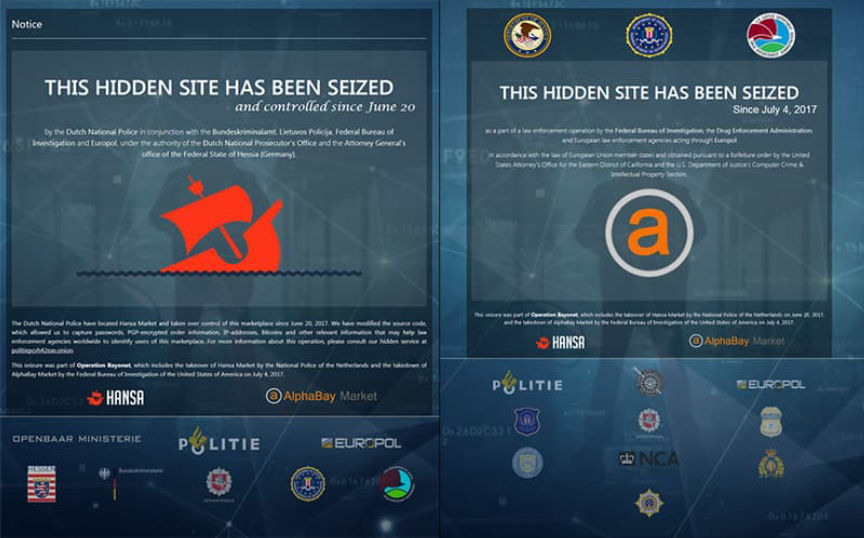 Notice
THIS HIDDEN SITE HAS BEEN SEIZED
and controlled since June 20
by the Dutch National Police in conjunction with the Bundeskriminalamt, Lietuvos Policija, Federal Bureau of
Investigation and Europol, under the authority of the Dutch National Prosecutor's Office and the Attorney General's
office of the Federal State of Hessia (Germany).
The Dutch National Police have located Hansa Market and taken over control of this marketplace since June 20, 2017. We have modified the source code,
which allowed us to capture passwords, PGP-encrypted order information, IP-addresses, Bitcoins and other relevant information that may help law
enforcement agencies worldwide to identify users of this marketplace. For more information about this operation, please consult our hidden service at
This seizure was part of Operation Bayonet, which includes the takeover of Hansa Market by the National Police of the Netherlands and the takedown of
AlphaBay Market by the Federal Bureau of Investigation of the United States of America on July 4, 2017.
HANSA
a AlphaBay Market
OPENBAAR MINISTERIE
POLITIE
EUROPOL
HESSEN
Bundeskriminalamt
THIS HIDDEN SITE HAS BEEN SEIZED
Since July 4, 2017
as a part of a law enforcement operation by the Federal Bureau of Investigation, the Drug Enforcement Administration,
and European law enforcement agencies acting through Europol
in accordance with the law of European Union member states and obtained pursuant to a forfeiture order by the United
States Attorney's Office for the Eastern District of California and the U.S. Department of Justice's Computer Crime &
Intellectual Property Section.
a
This seizure was part of Operation Bayonet, which includes the takeover of Hansa Market by the National Police of the Netherlands on June 20, 2017,
and the takedown of AlphaBay Market by the Federal Bureau of Investigation of the United States of America on July 4, 2017.
HANSA
a AlphaBay Market
POLITIE
EUROPOL
NCA